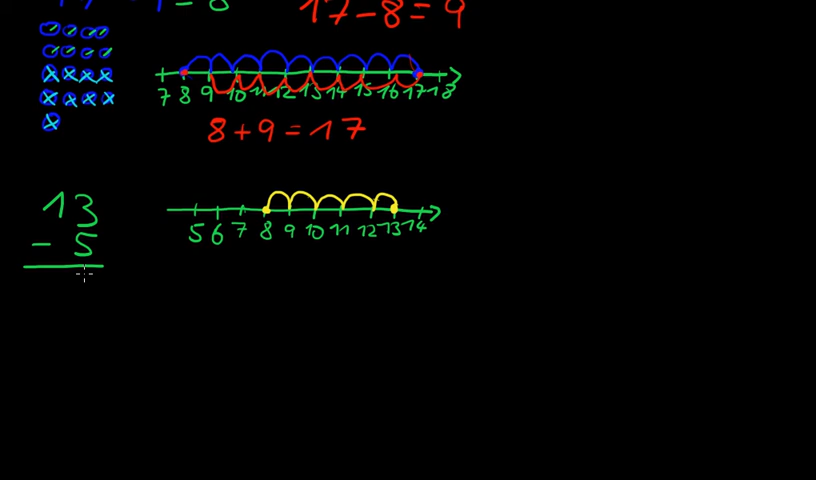 = 8
17 - 8 = 9
7 8 9 10 11 12 13 14 15 16 17 18
8 + 9 = 17
13
- 5
5 6 7 8 9 10 11 12 13 14